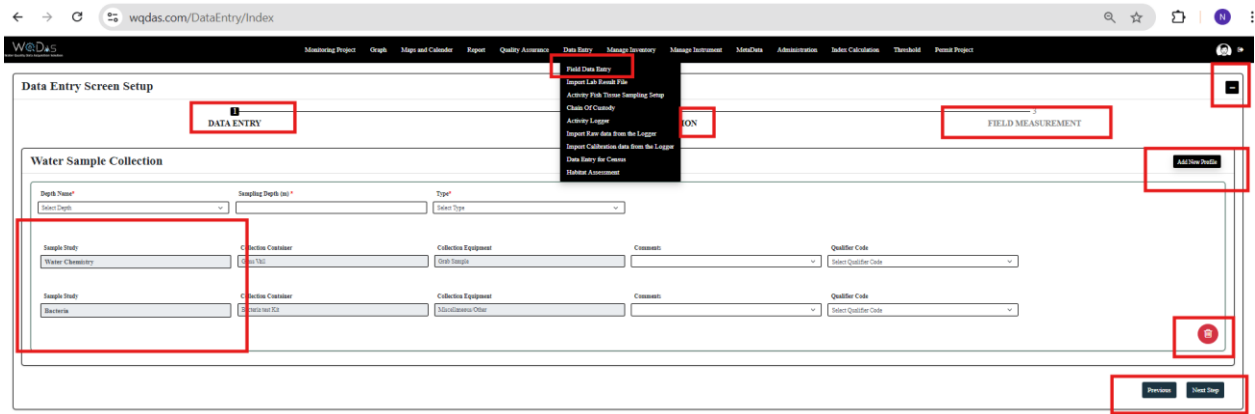 wqdas.com/DataEntry/Index
N
WQDAS
Monitoring Project Graph Maps and Calender Report Quality Assurance Data Entry Manage Inventory Manage Instrument MetaData Administration Index Calculation Threshold Permit Project
Field Data Entry
Import Lab Result File
Activity Fish Tissue Sampling Setup
Chain Of Custody
Activity Logger
Import Raw data from the Logger
Import Calibration data from the Logger
Data Entry for Census
Habitat Assessment
Data Entry Screen Setup
1
DATA ENTRY
ION
3
FIELD MEASUREMENT
Water Sample Collection
Add New Profile
Depth Name* Sampling Depth (m) * Type*
Select Depth Select Type
Sample Study Collection Container Collection Equipment Comments Qualifier Code
Water Chemistry Glass Vial Grab Sample Select Qualifier Code
Sample Study Collection Container Collection Equipment Comments Qualifier Code
Bacteria Bacteria test Kit Miscellaneous/Other Select Qualifier Code
Previous Next Step